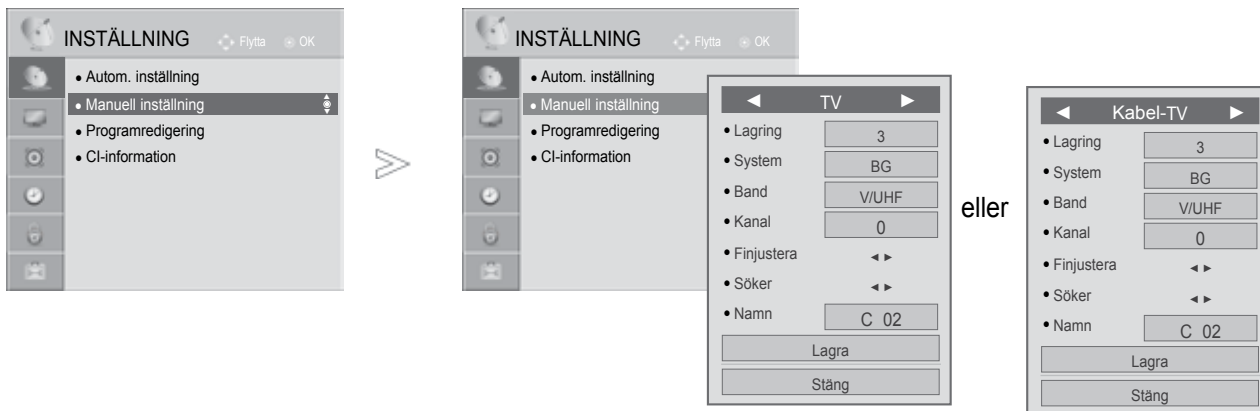 INSTÄLLNING Flytta OK
• Autom. inställning
• Manuell inställning
• Programredigering
• CI-information
INSTÄLLNING Flytta OK
• Autom. inställning
• Manuell inställning
• Programredigering
• CI-information
◄ TV ►
• Lagring 3
• System BG
• Band V/UHF
• Kanal 0
• Finjustera ◄ ►
• Söker ◄ ►
• Namn C 02
Lagra
Stäng
eller
◄ Kabel-TV ►
• Lagring 3
• System BG
• Band V/UHF
• Kanal 0
• Finjustera ◄ ►
• Söker ◄ ►
• Namn C 02
Lagra
Stäng